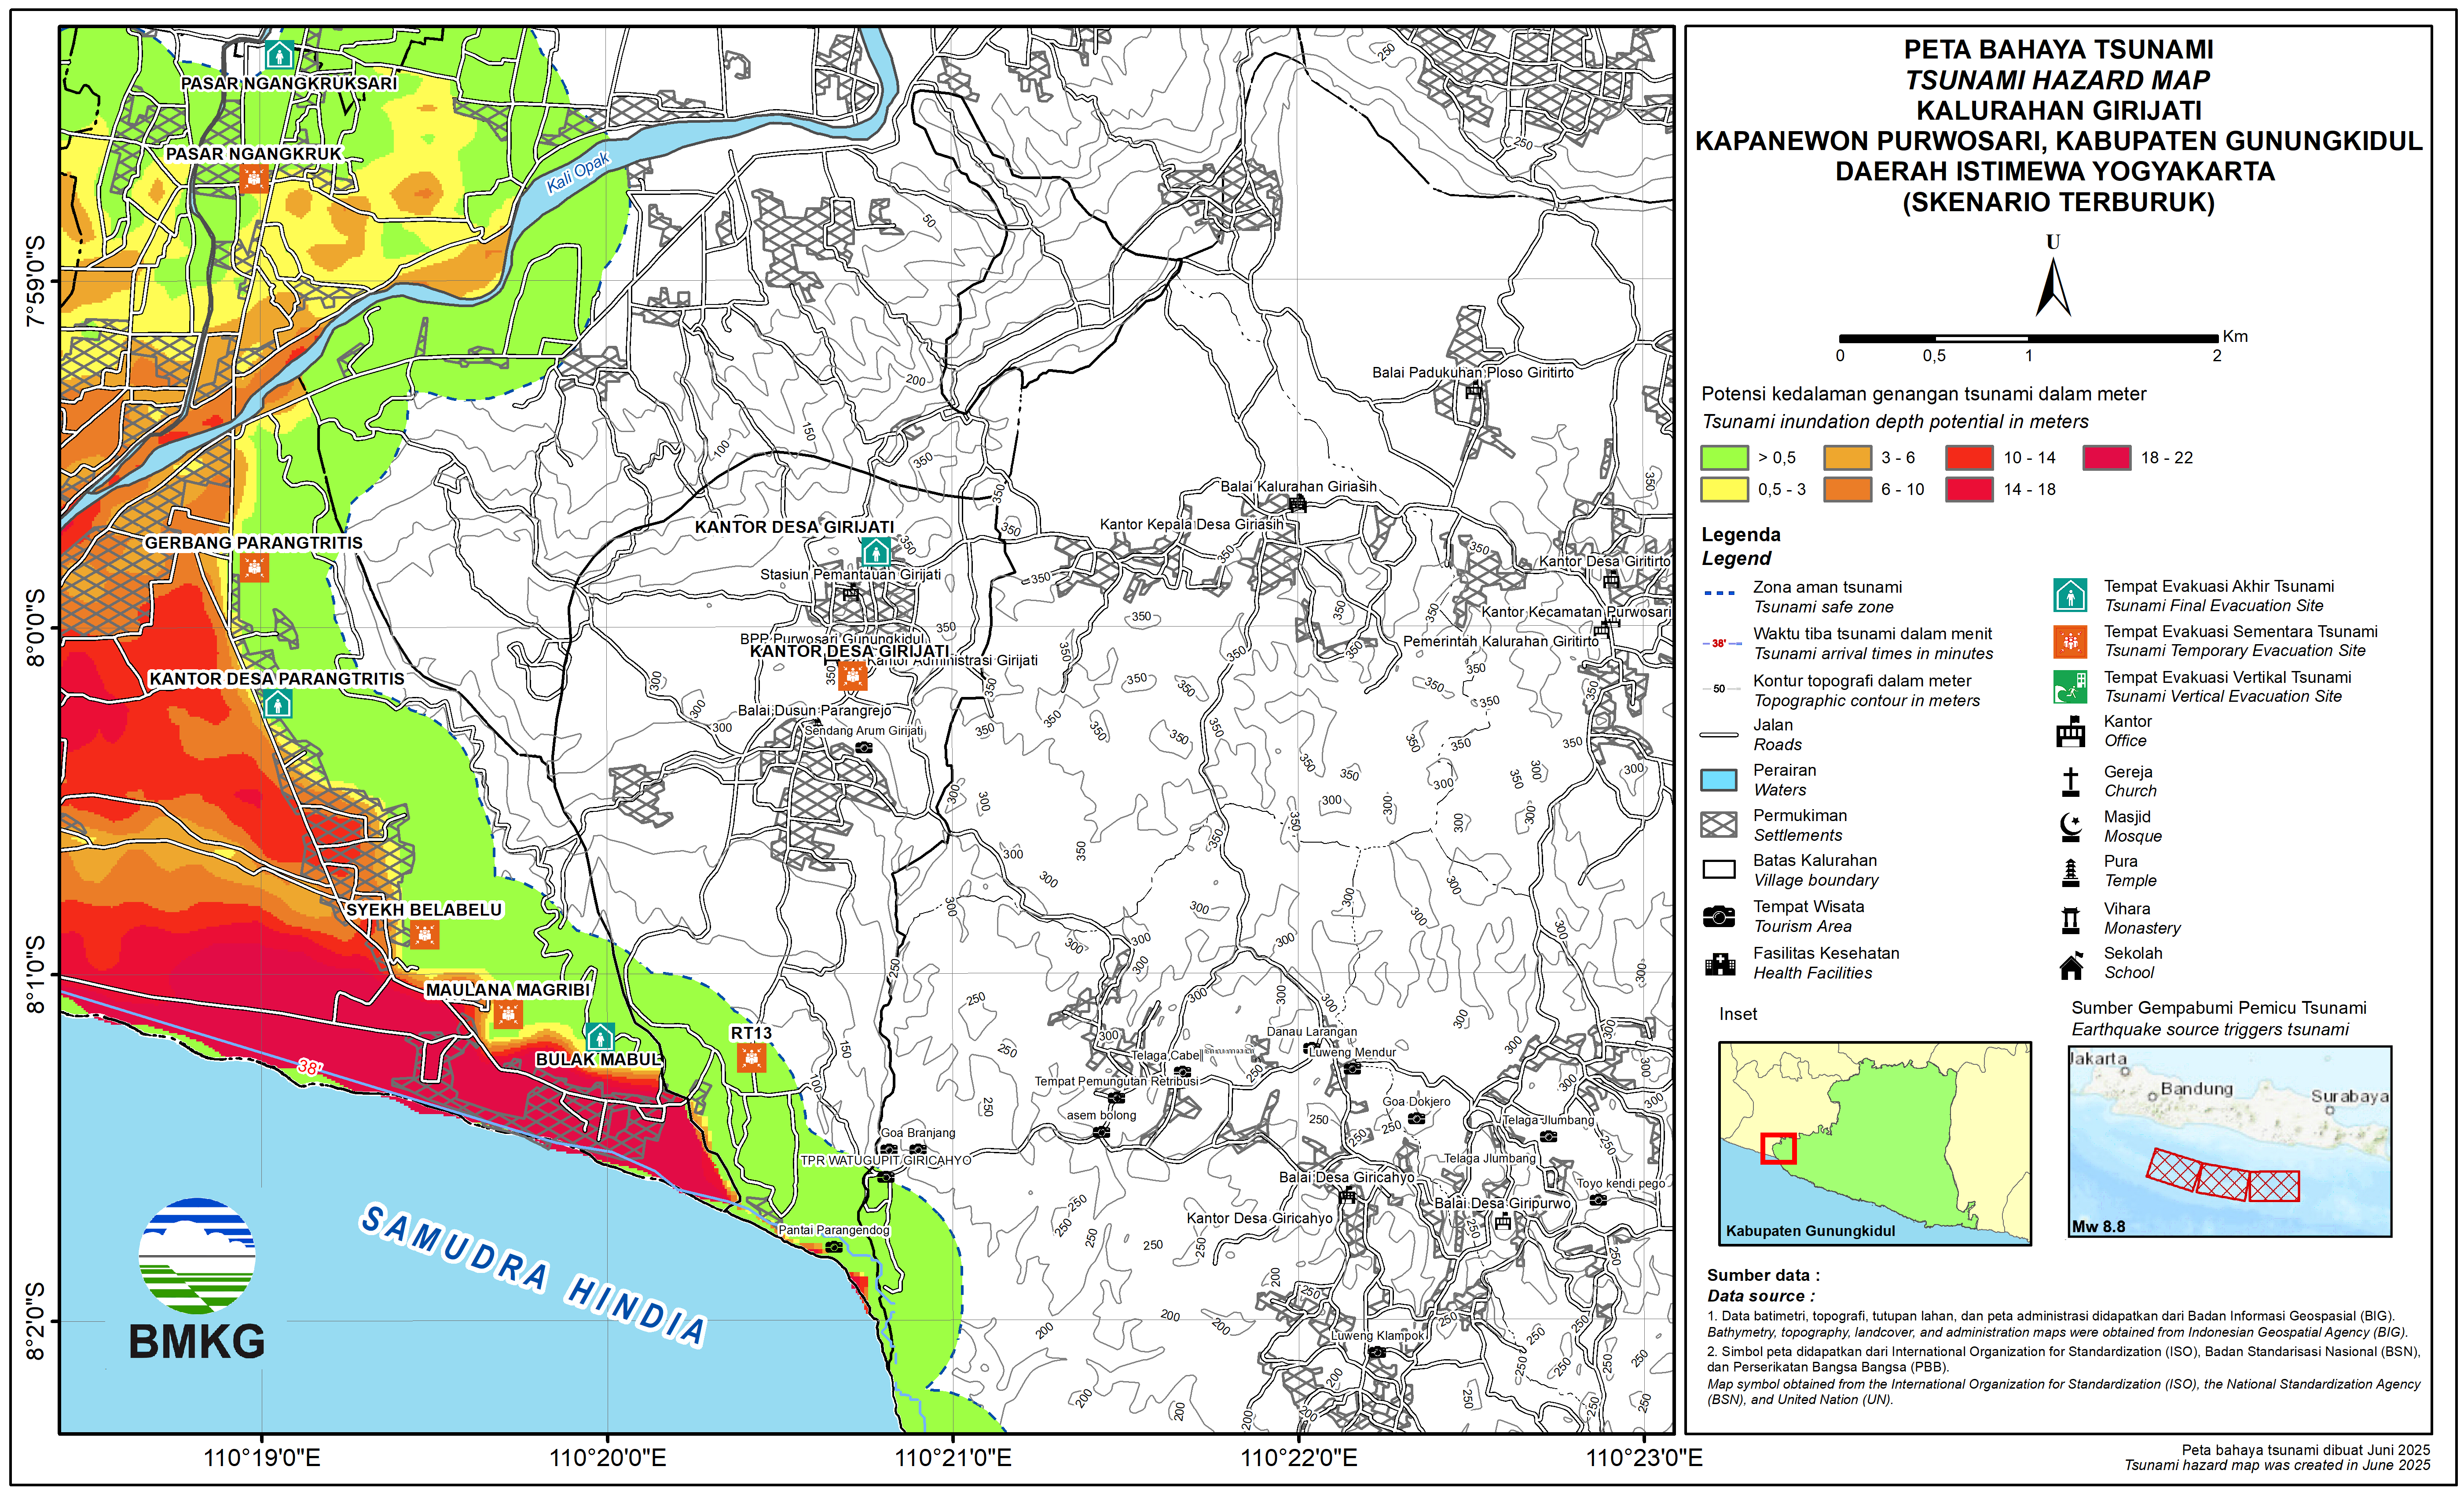 PETA BAHAYA TSUNAMI
TSUNAMI HAZARD MAP
KALURAHAN GIRIJATI
KAPANEWON PURWOSARI, KABUPATEN GUNUNGKIDUL
DAERAH ISTIMEWA YOGYAKARTA
(SKENARIO TERBURUK)
U
Km
0 0,5 1 2
Potensi kedalaman genangan tsunami dalam meter
Tsunami inundation depth potential in meters
> 0,5 3 - 6 10 - 14 18 - 22
0,5 - 3 6 - 10 14 - 18
Legenda
Legend
Zona aman tsunami
Tsunami safe zone
38' Waktu tiba tsunami dalam menit
Tsunami arrival times in minutes
50 Kontur topografi dalam meter
Topographic contour in meters
Jalan
Roads
Perairan
Waters
Permukiman
Settlements
Batas Kalurahan
Village boundary
Tempat Wisata
Tourism Area
Fasilitas Kesehatan
Health Facilities
Tempat Evakuasi Akhir Tsunami
Tsunami Final Evacuation Site
Tempat Evakuasi Sementara Tsunami
Tsunami Temporary Evacuation Site
Tempat Evakuasi Vertikal Tsunami
Tsunami Vertical Evacuation Site
Kantor
Office
Gereja
Church
Masjid
Mosque
Pura
Temple
Vihara
Monastery
Sekolah
School
Inset
Kabupaten Gunungkidul
Sumber Gempabumi Pemicu Tsunami
Earthquake source triggers tsunami
Jakarta
Bandung
Surabaya
Mw 8.8
Sumber data :
Data source :
1. Data batimetri, topografi, tutupan lahan, dan peta administrasi didapatkan dari Badan Informasi Geospasial (BIG).
Bathymetry, topography, landcover, and administration maps were obtained from Indonesian Geospatial Agency (BIG).
2. Simbol peta didapatkan dari International Organization for Standardization (ISO), Badan Standarisasi Nasional (BSN),
dan Perserikatan Bangsa Bangsa (PBB).
Map symbol obtained from the International Organization for Standardization (ISO), the National Standardization Agency
(BSN), and United Nation (UN).
Peta bahaya tsunami dibuat Juni 2025
Tsunami hazard map was created in June 2025
PASAR NGANGKRUKSARI
PASAR NGANGKRUK
Kali Opak
GERBANG PARANGTRITIS
KANTOR DESA PARANGTRITIS
SYEKH BELABELU
MAULANA MAGRIBI
BULAK MABUL
RT13
38'
KANTOR DESA GIRIJATI
Stasiun Pemantauan Girijati
BPP Purwosari Gunungkidul
KANTOR DESA GIRIJATI
Kantor Administrasi Girijati
Balai Dusun Parangrejo
Sendang Arum Girijati
Balai Padukuhan Ploso Giritirto
Balai Kalurahan Giriasih
Kantor Kepala Desa Giriasih
Kantor Desa Giritirto
Kantor Kecamatan Purwosari
Pemerintah Kalurahan Giritirto
Danau Larangan
Telaga Cabe
Luweng Mendur
Tempat Pemungutan Retribusi
asem bolong
Goa Dokjero
Telaga Jlumbang
Goa Branjang
TPR WATUGUPIT/GIRICAHYO
Telaga Jlumbang
Balai Desa Giricahyo
Toyo kendi pego
Balai Desa Giripurwo
Kantor Desa Giricahyo
Pantai Parangendog
Luweng Klampok
SAMUDRA HINDIA
BMKG
7°59'0"S
8°0'0"S
8°1'0"S
8°2'0"S
110°19'0"E 110°20'0"E 110°21'0"E 110°22'0"E 110°23'0"E